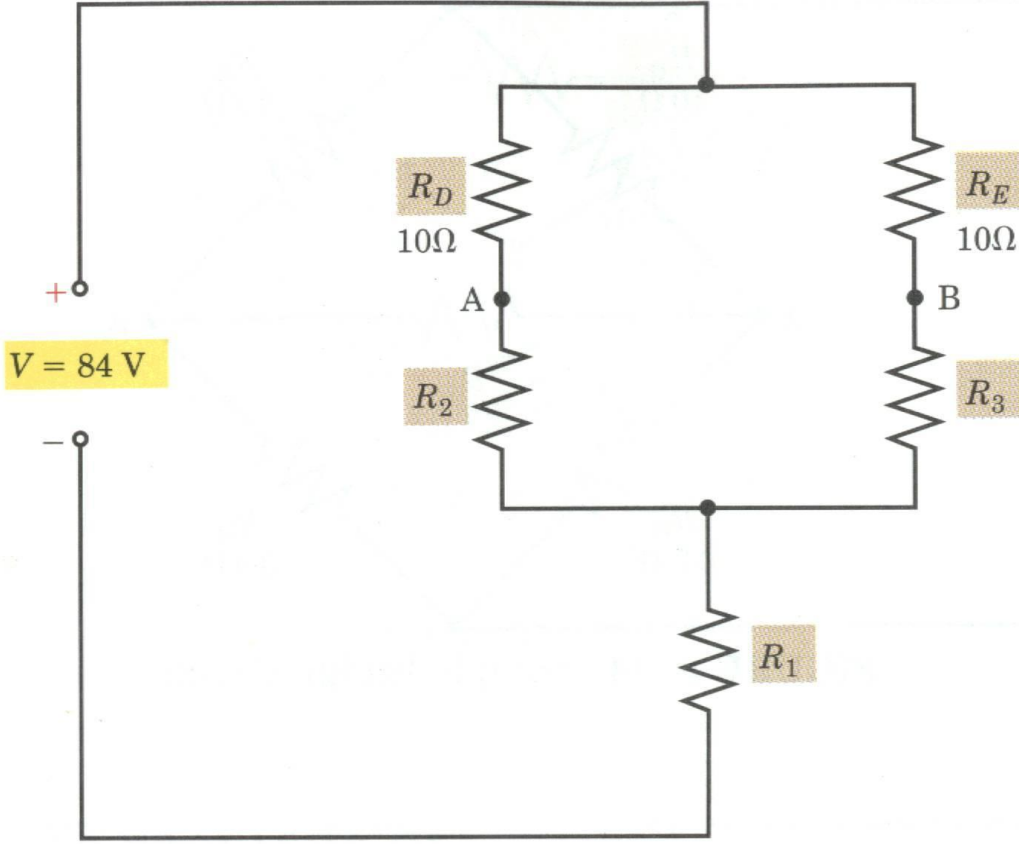 R_D
10Ω
R_E
10Ω
+
A
B
V = 84 V
R_2
R_3
−
R_1